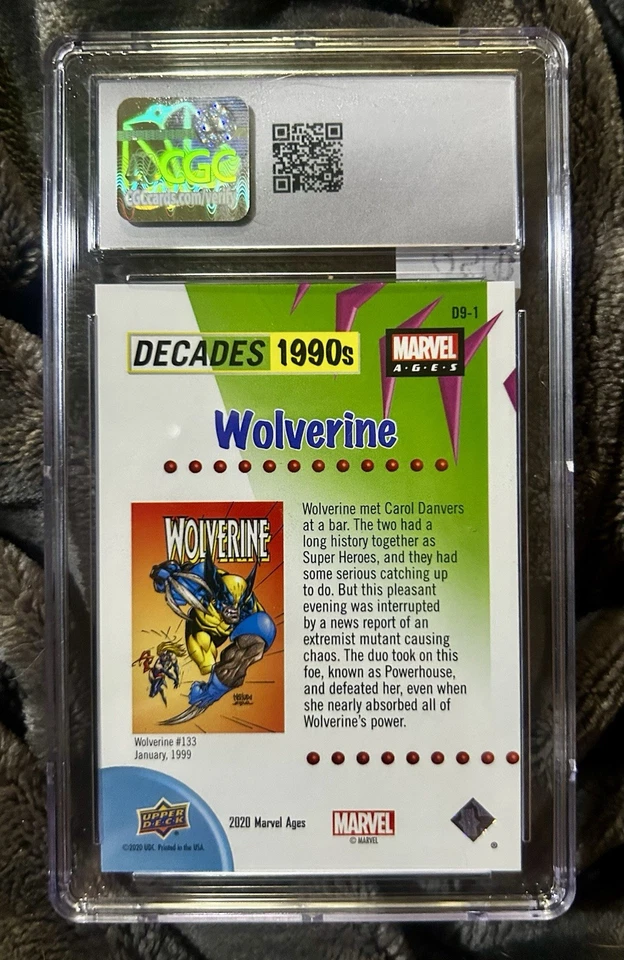 CGC
CGCcards.com/Verify
D9-1
DECADES 1990s
MARVEL
A·G·E·S
Wolverine
WOLVERINE
Wolverine met Carol Danvers
at a bar. The two had a
long history together as
Super Heroes, and they had
some serious catching up
to do. But this pleasant
evening was interrupted
by a news report of an
extremist mutant causing
chaos. The duo took on this
foe, known as Powerhouse,
and defeated her, even when
she nearly absorbed all of
Wolverine's power.
Wolverine #133
January, 1999
UPPER
DECK
©2020 UDC. Printed in the USA.
2020 Marvel Ages
MARVEL
© MARVEL
®